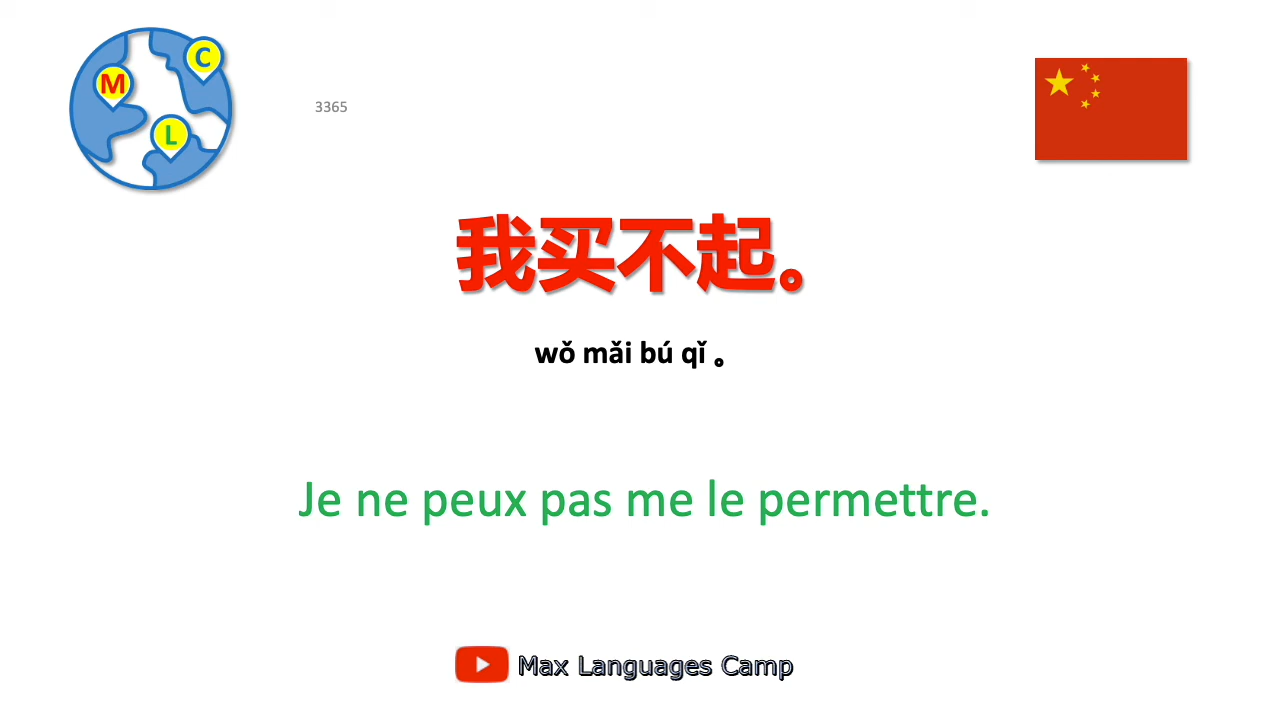 M
C
L
3365
我买不起。
wǒ mǎi bú qǐ 。
Je ne peux pas me le permettre.
Max Languages Camp